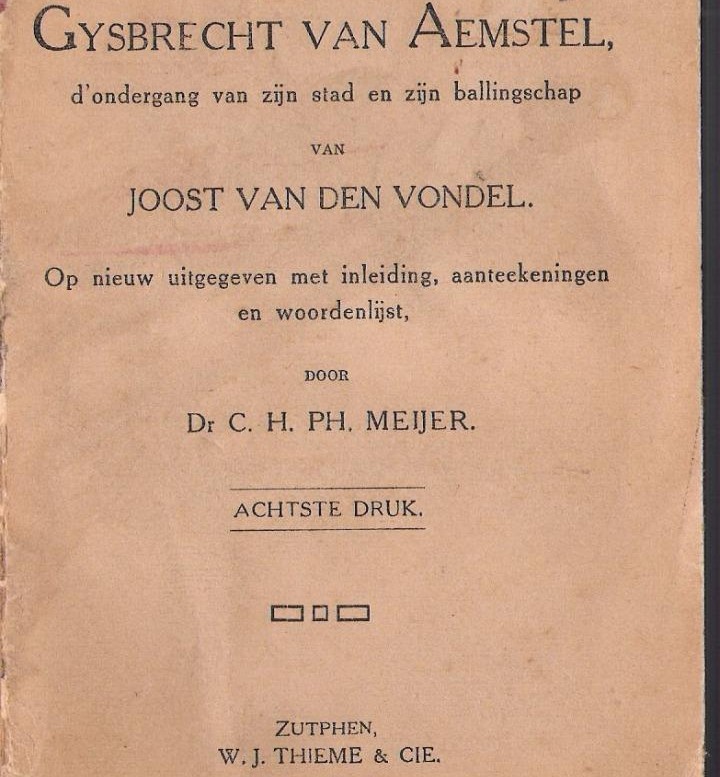 GYSBRECHT VAN AEMSTEL,
d'ondergang van zijn stad en zijn ballingschap
VAN
JOOST VAN DEN VONDEL.
Op nieuw uitgegeven met inleiding, aanteekeningen
en woordenlijst,
DOOR
Dr C. H. PH. MEIJER.
ACHTSTE DRUK.
ZUTPHEN,
W. J. THIEME & CIE.